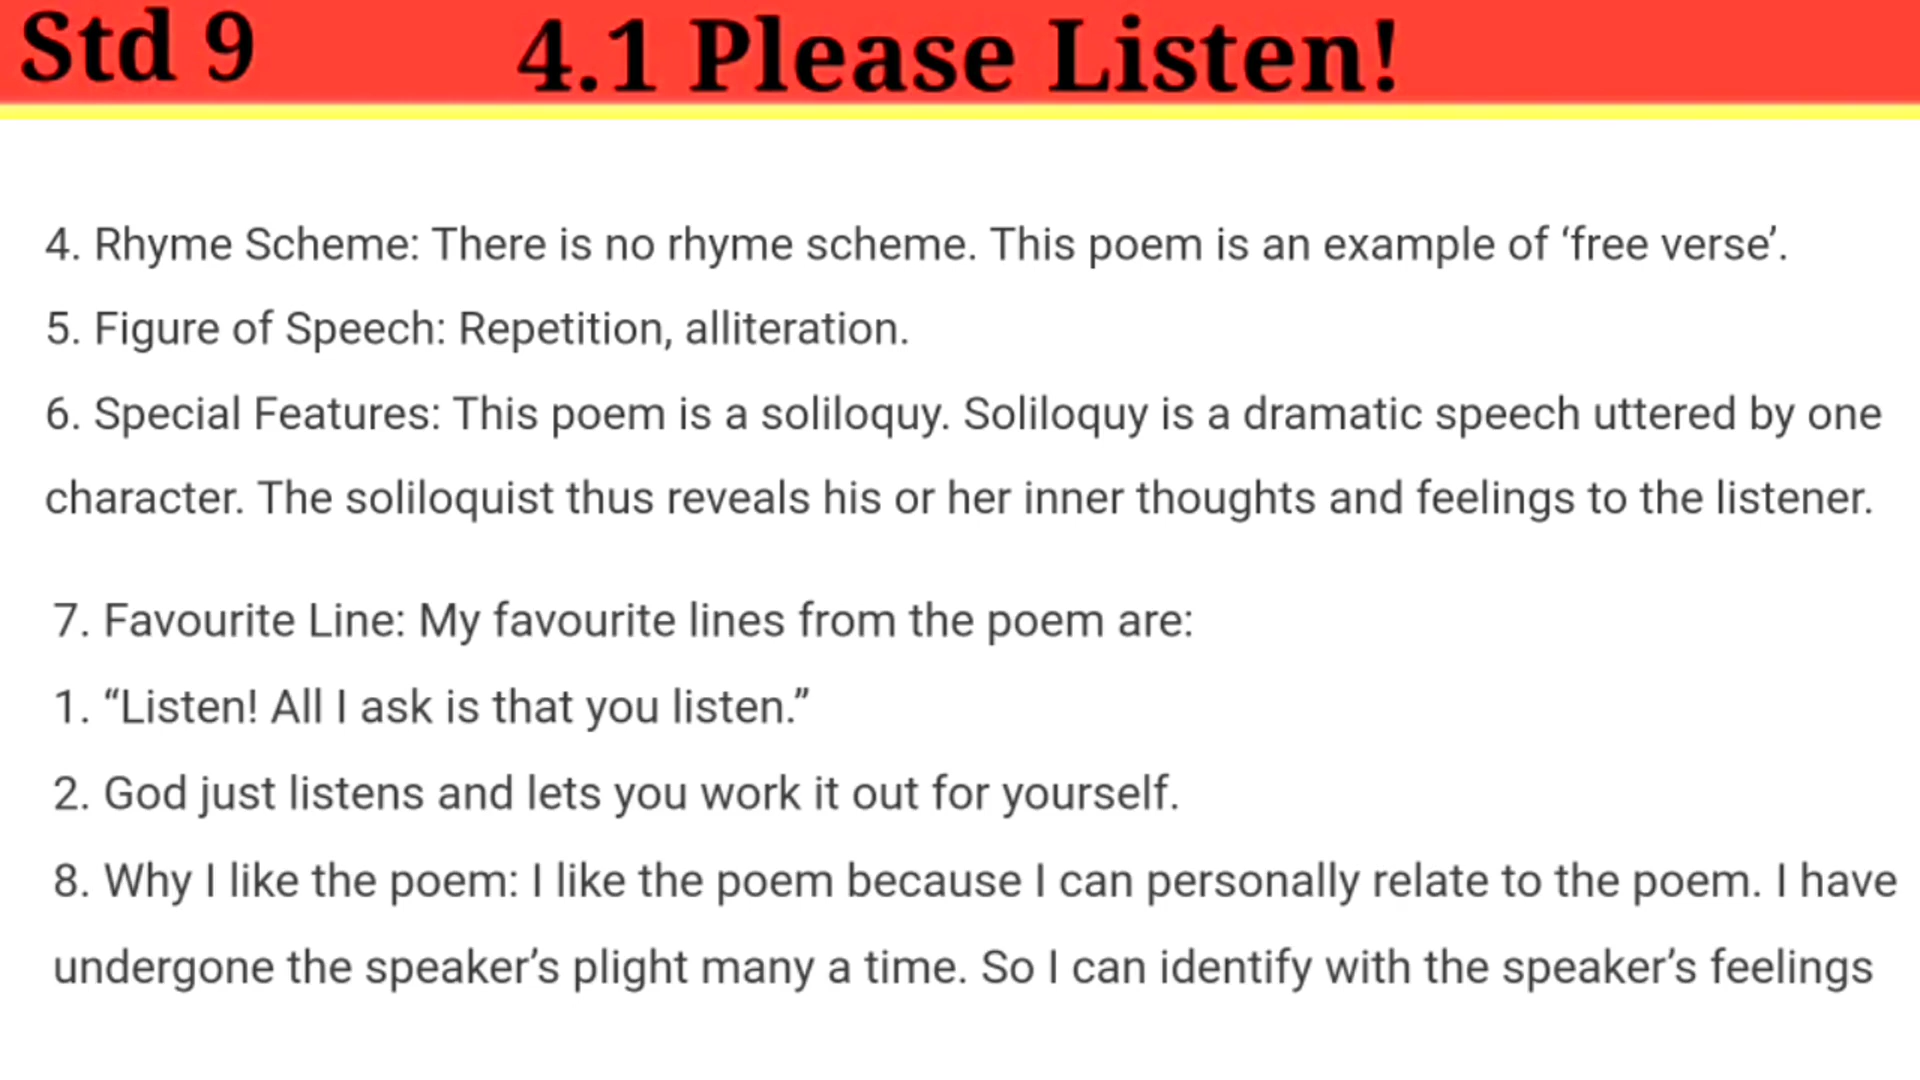 Std 9 4.1 Please Listen!
4. Rhyme Scheme: There is no rhyme scheme. This poem is an example of ‘free verse’.
5. Figure of Speech: Repetition, alliteration.
6. Special Features: This poem is a soliloquy. Soliloquy is a dramatic speech uttered by one
character. The soliloquist thus reveals his or her inner thoughts and feelings to the listener.
7. Favourite Line: My favourite lines from the poem are:
1. “Listen! All I ask is that you listen.”
2. God just listens and lets you work it out for yourself.
8. Why I like the poem: I like the poem because I can personally relate to the poem. I have
undergone the speaker’s plight many a time. So I can identify with the speaker’s feelings